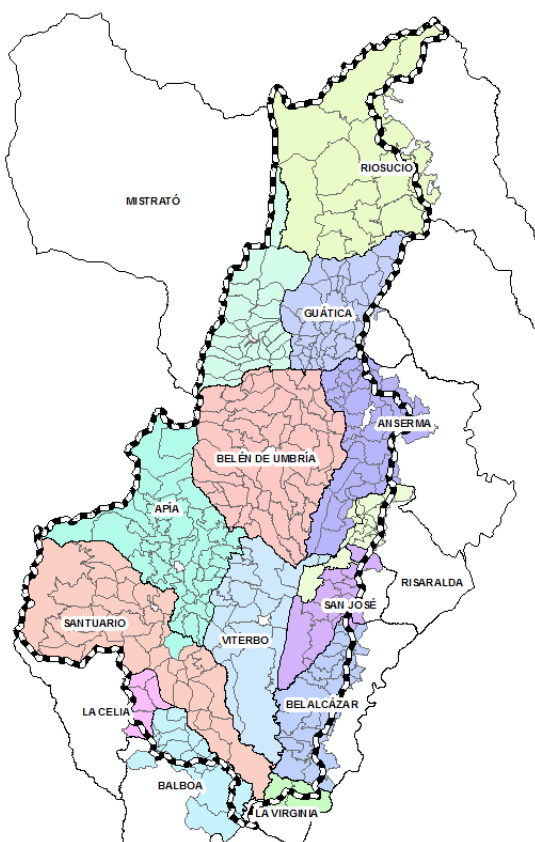 RIOSUCIO
MISTRATÓ
GUÁTICA
ANSERMA
BELÉN DE UMBRÍA
APÍA
RISARALDA
SAN JOSÉ
SANTUARIO
VITERBO
BELALCÁZAR
LA CELIA
BALBOA
LA VIRGINIA